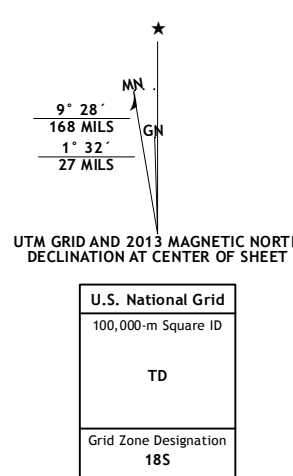 ★
MN
9° 28´
168 MILS
GN
1° 32´
27 MILS
UTM GRID AND 2013 MAGNETIC NORT
DECLINATION AT CENTER OF SHEET
U.S. National Grid
100,000-m Square ID
TD
Grid Zone Designation
18S